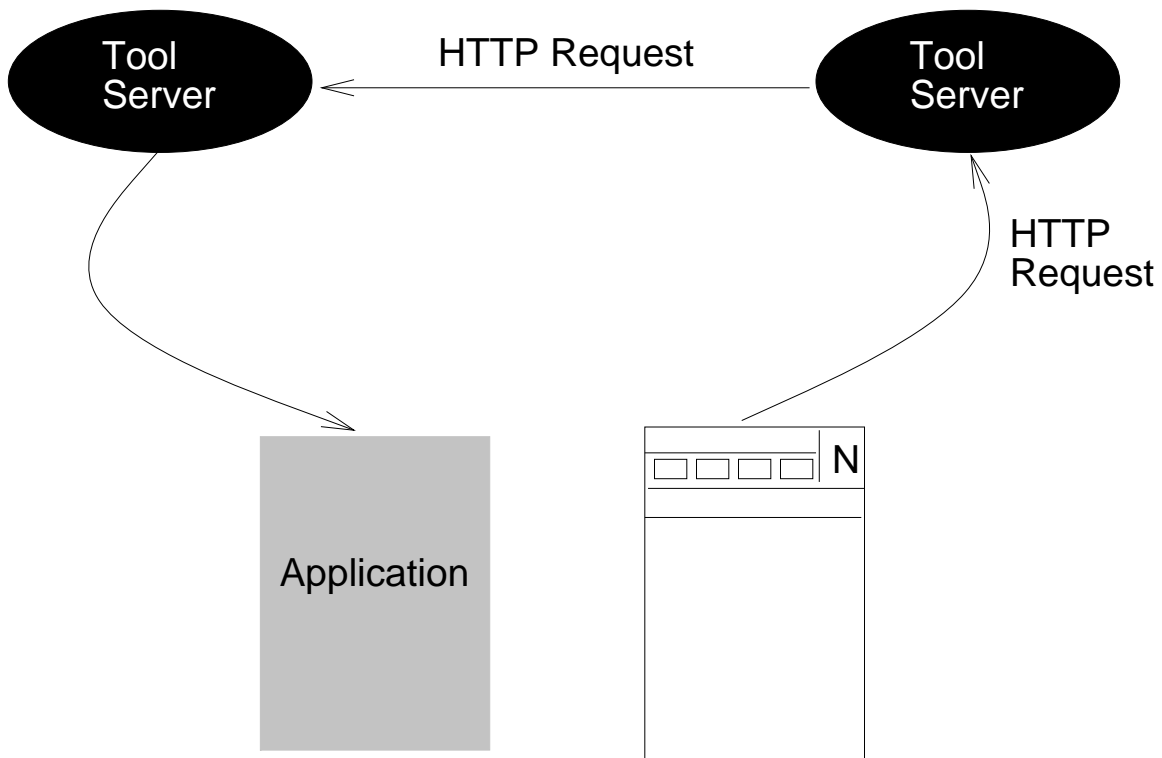 Tool
Server
HTTP Request
Tool
Server
HTTP
Request
N
Application